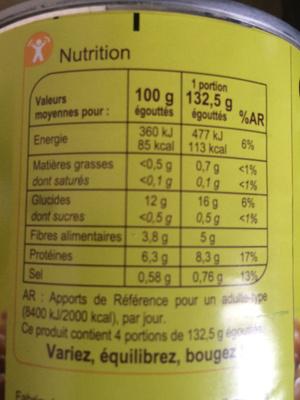 Nutrition
Valeurs moyennes pour : 100 g égouttés 1 portion 132,5 g égouttés %AR
Energie 360 kJ 85 kcal 477 kJ 113 kcal 6%
Matières grasses <0,5 g 0,7 g <1%
dont saturés <0,1 g 0,1 g <1%
Glucides 12 g 16 g 6%
dont sucres <0,5 g 0,5 g <1%
Fibres alimentaires 3,8 g 5 g
Protéines 6,3 g 8,3 g 17%
Sel 0,58 g 0,76 g 13%
AR : Apports de Référence pour un adulte-type
(8400 kJ/2000 kcal), par jour.
Ce produit contient 4 portions de 132,5 g égouttés
Variez, équilibrez, bougez